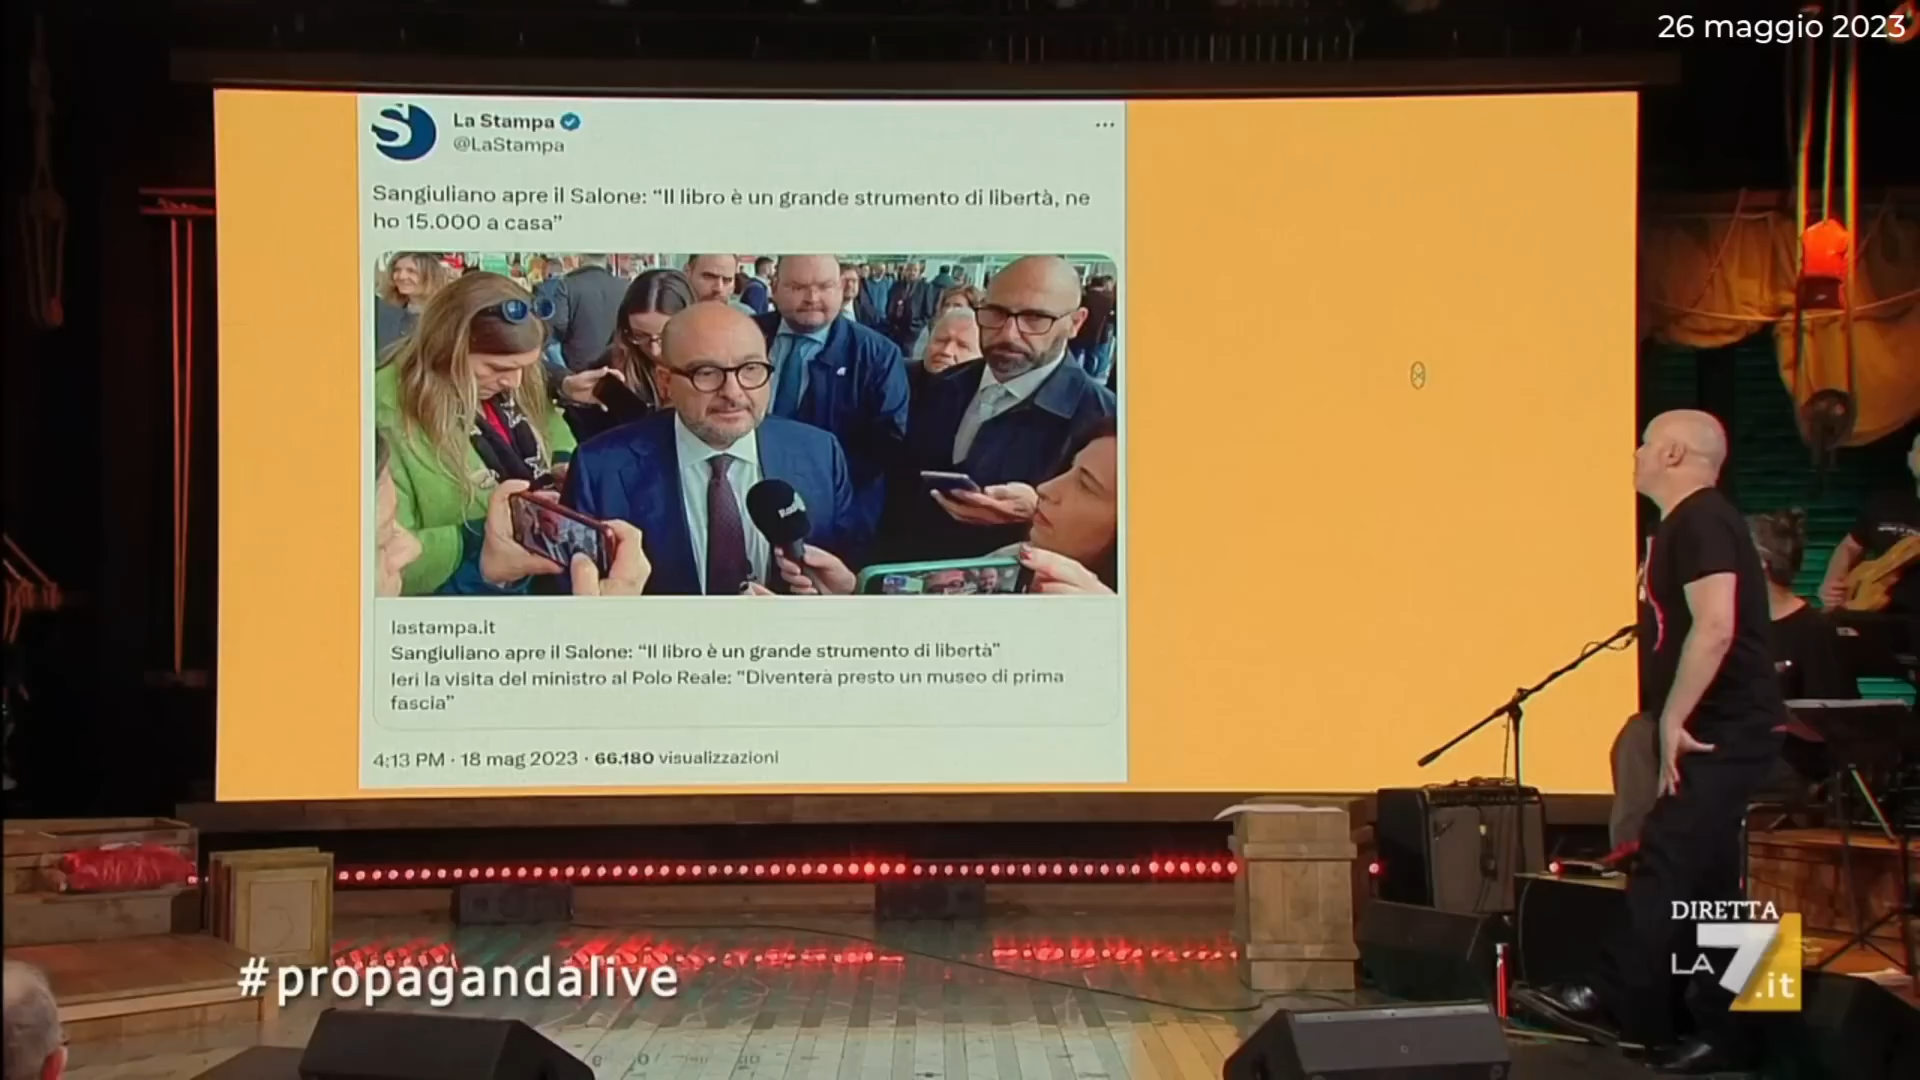 26 maggio 2023
La Stampa
@LaStampa
Sangiuliano apre il Salone: “Il libro è un grande strumento di libertà, ne
ho 15.000 a casa”
Radio
lastampa.it
Sangiuliano apre il Salone: “Il libro è un grande strumento di libertà”
Ieri la visita del ministro al Polo Reale: “Diventerà presto un museo di prima
fascia”
4:13 PM · 18 mag 2023 · 66.180 visualizzazioni
#propagandalive
DIRETTA
LA7.it